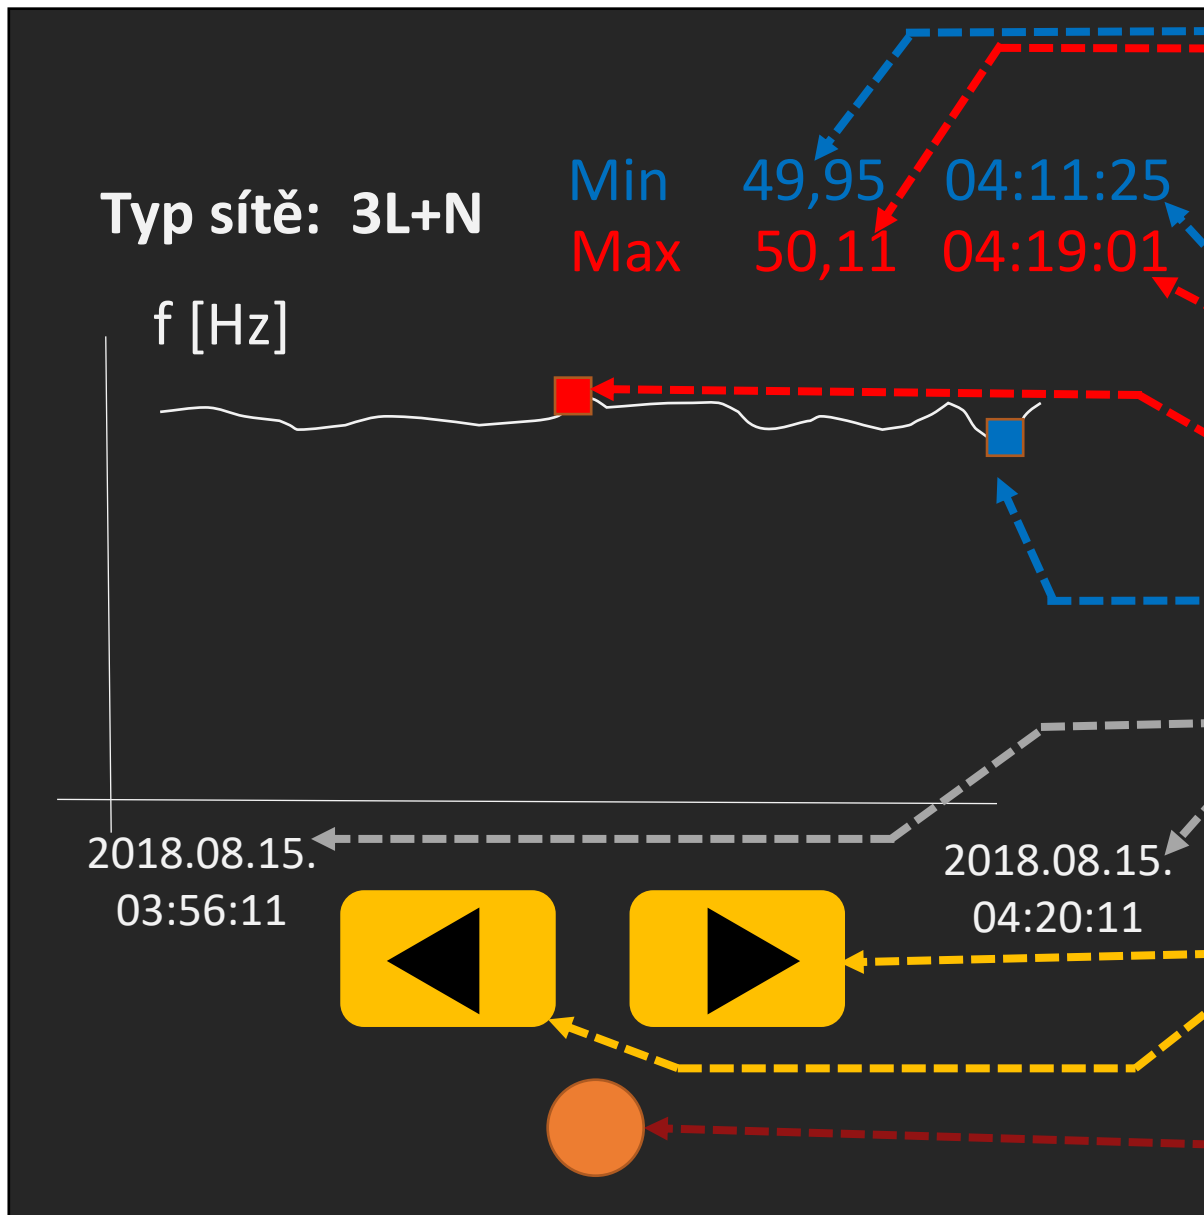 Typ sítě: 3L+N
Min 49,95 04:11:25
Max 50,11 04:19:01
f [Hz]
2018.08.15.
03:56:11
2018.08.15.
04:20:11